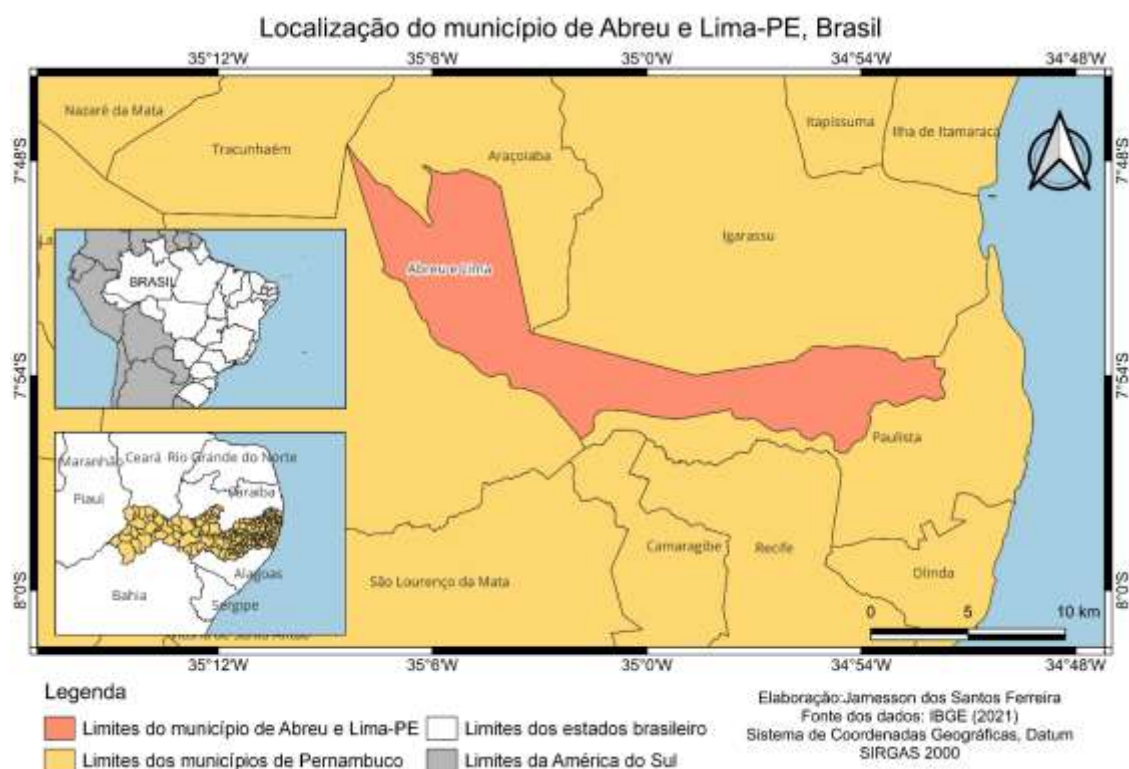 Localização do município de Abreu e Lima-PE, Brasil
35°12'W 35°6'W 35°0'W 34°54'W 34°48'W
Nazaré da Mata
Itapissuma
Ilha de Itamaracá
Tracunhaém
Araçoiaba
7°48'S 7°48'S
Igarassu
Abreu e Lima
BRASIL
7°54'S 7°54'S
Paulista
Maranhão
Ceará
Rio Grande do Norte
Piauí
Paraíba
Camaragibe
Recife
Alagoas
Olinda
São Lourenço da Mata
Bahia
Sergipe
8°0'S 8°0'S
0 5 10 km
35°12'W 35°6'W 35°0'W 34°54'W 34°48'W
Legenda
Limites do município de Abreu e Lima-PE
Limites dos municípios de Pernambuco
Limites dos estados brasileiro
Limites da América do Sul
Elaboração:Jamesson dos Santos Ferreira
Fonte dos dados: IBGE (2021)
Sistema de Coordenadas Geográficas, Datum
SIRGAS 2000